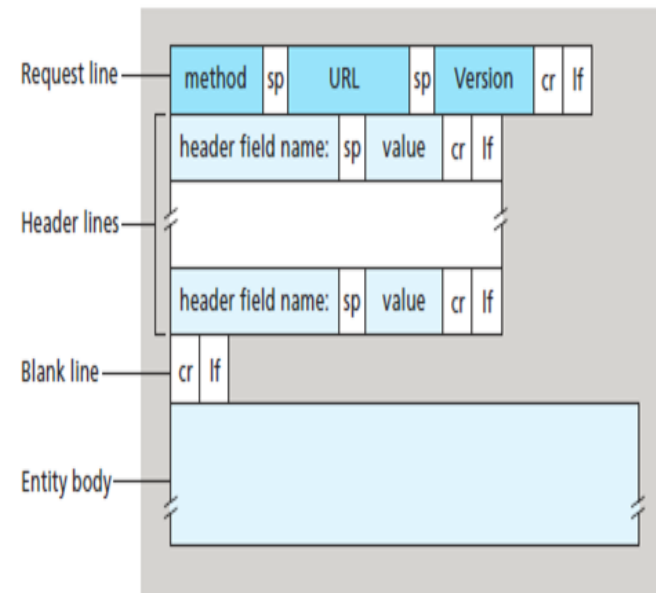 Request line method sp URL sp Version cr lf
header field name: sp value cr lf
Header lines
header field name: sp value cr lf
Blank line cr lf
Entity body